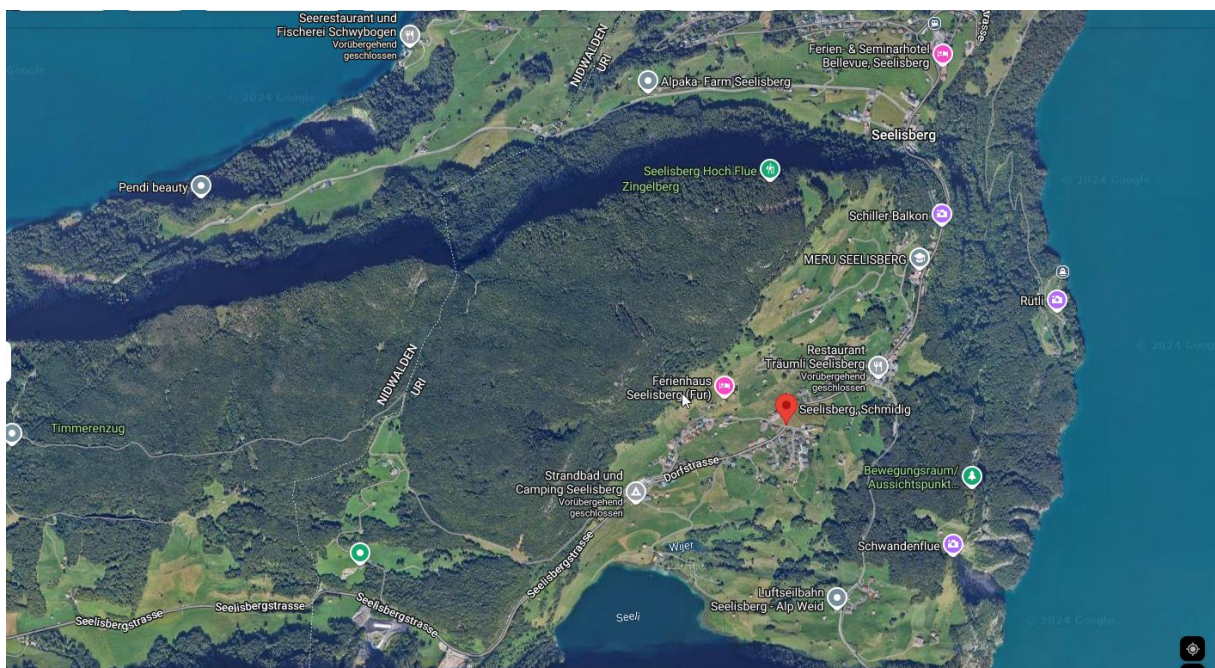 Seerestaurant und
Fischerei Schwybogen
Vorübergehend
geschlossen
NIDWALDEN
URI
Ferien- & Seminarhotel
Bellevue, Seelisberg
strasse
Google
© 2024 Google
Alpaka- Farm Seelisberg
Seelisberg
Pendi beauty
Seelisberg Hoch Flue
Zingelberg
© 2024 Google
Schiller-Balkon
MERU SEELISBERG
Rütli
© 2024 Goog
Restaurant
Träumli Seelisberg
Vorübergehend
geschlossen
NIDWALDEN
URI
Ferienhaus
Seelisberg (Fur)
Seelisberg, Schmidig
Timmerenzug
Dorfstrasse
Strandbad und
Camping Seelisberg
Vorübergehend
geschlossen
Bewegungsraum/
Aussichtspunkt...
Wijer
Schwandenflue
Seelisbergstrasse
Luftseilbahn
Seelisberg - Alp Weid
Seelisbergstrasse
Seelisbergstrasse
Seelisbergstrasse
Seeli
© 2024 Google